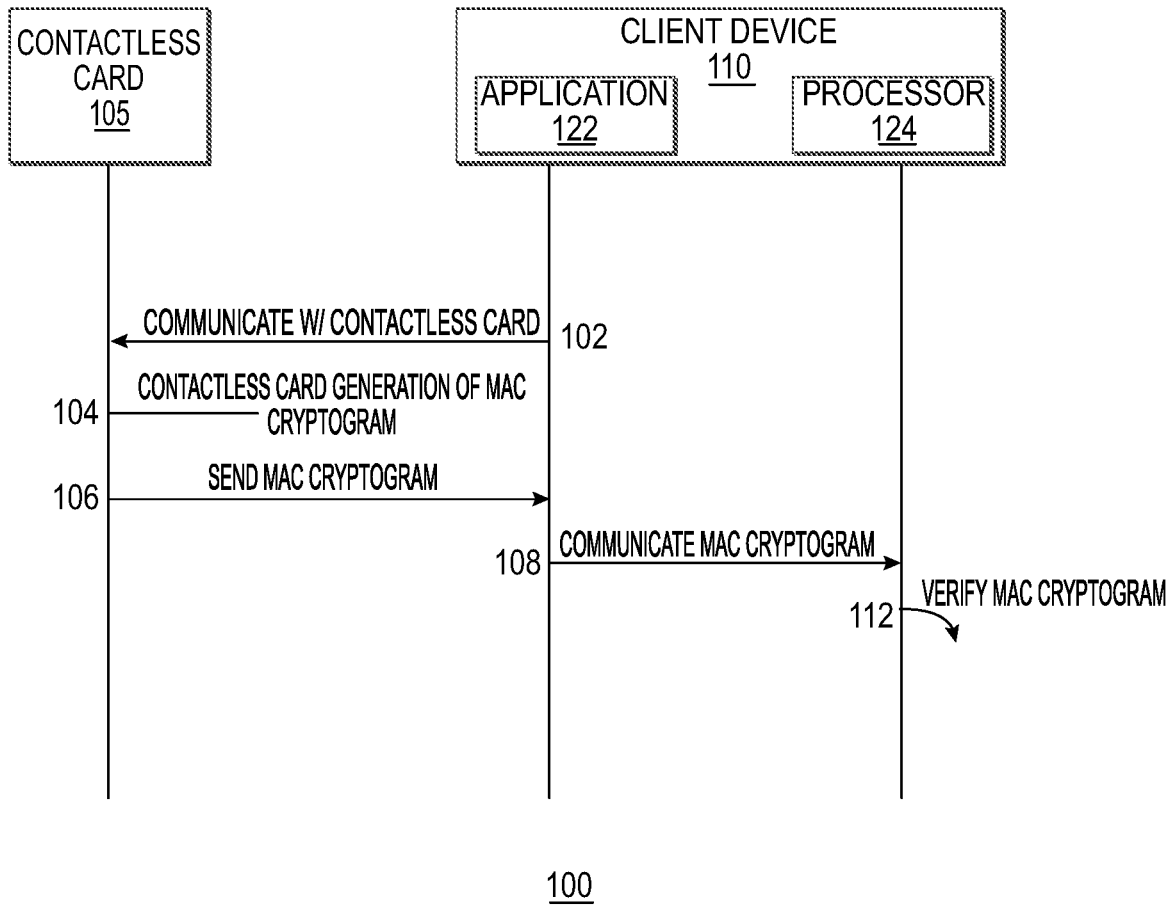 CONTACTLESS
CARD
105
CLIENT DEVICE
110
APPLICATION
122
PROCESSOR
124
COMMUNICATE W/ CONTACTLESS CARD
102
CONTACTLESS CARD GENERATION OF MAC
CRYPTOGRAM
104
SEND MAC CRYPTOGRAM
106
COMMUNICATE MAC CRYPTOGRAM
108
VERIFY MAC CRYPTOGRAM
112
100